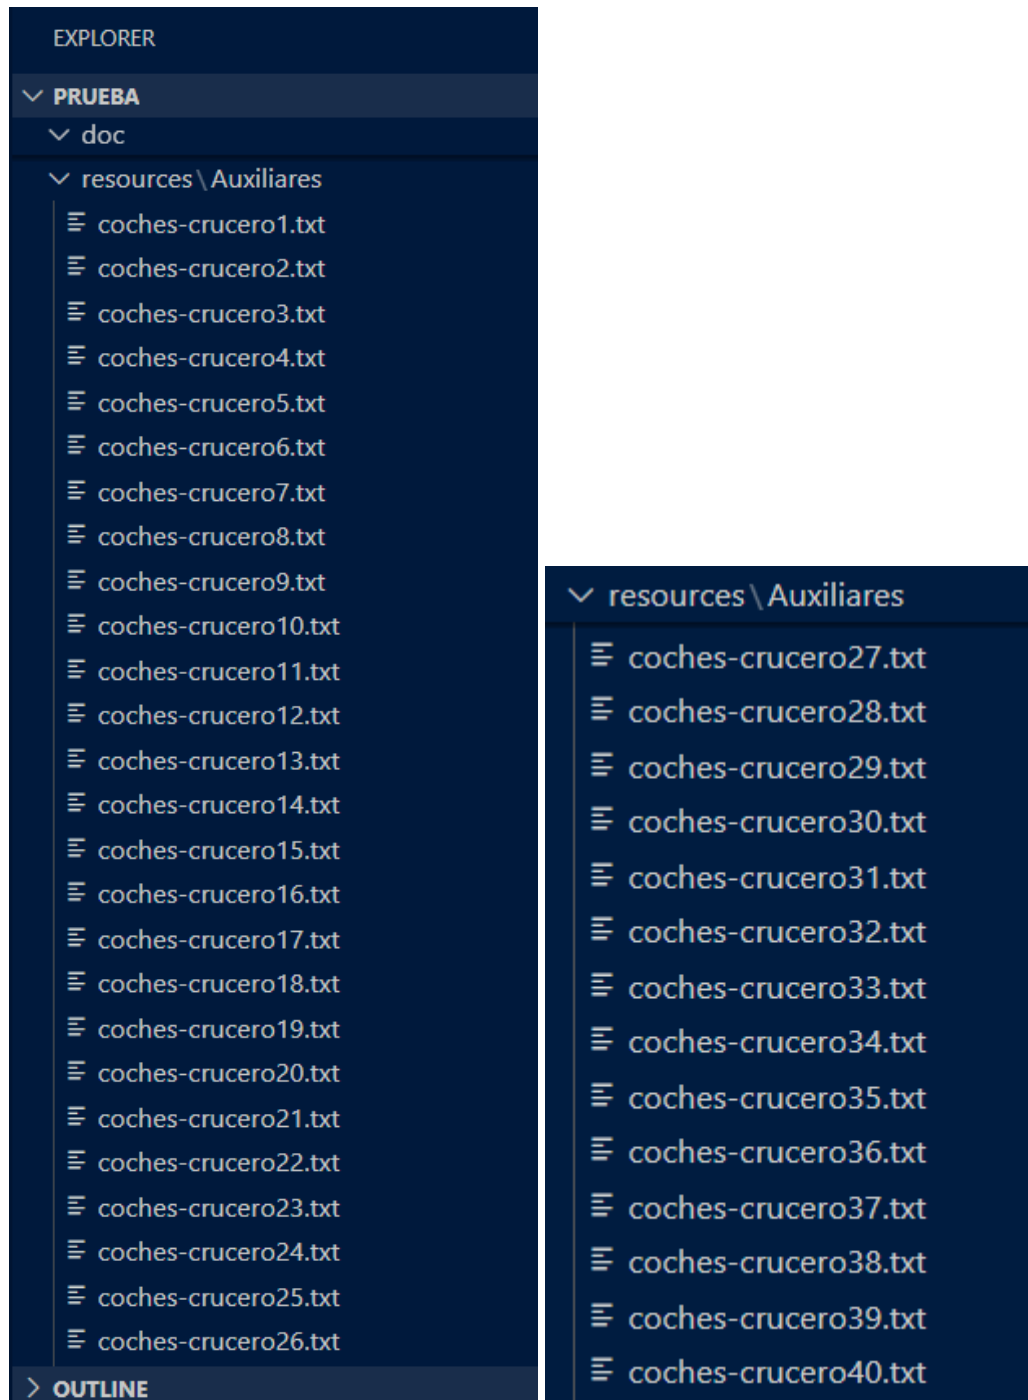 EXPLORER
PRUEBA
doc
resources\Auxiliares
coches-crucero1.txt
coches-crucero2.txt
coches-crucero3.txt
coches-crucero4.txt
coches-crucero5.txt
coches-crucero6.txt
coches-crucero7.txt
coches-crucero8.txt
coches-crucero9.txt
coches-crucero10.txt
coches-crucero11.txt
coches-crucero12.txt
coches-crucero13.txt
coches-crucero14.txt
coches-crucero15.txt
coches-crucero16.txt
coches-crucero17.txt
coches-crucero18.txt
coches-crucero19.txt
coches-crucero20.txt
coches-crucero21.txt
coches-crucero22.txt
coches-crucero23.txt
coches-crucero24.txt
coches-crucero25.txt
coches-crucero26.txt
OUTLINE
resources\Auxiliares
coches-crucero27.txt
coches-crucero28.txt
coches-crucero29.txt
coches-crucero30.txt
coches-crucero31.txt
coches-crucero32.txt
coches-crucero33.txt
coches-crucero34.txt
coches-crucero35.txt
coches-crucero36.txt
coches-crucero37.txt
coches-crucero38.txt
coches-crucero39.txt
coches-crucero40.txt